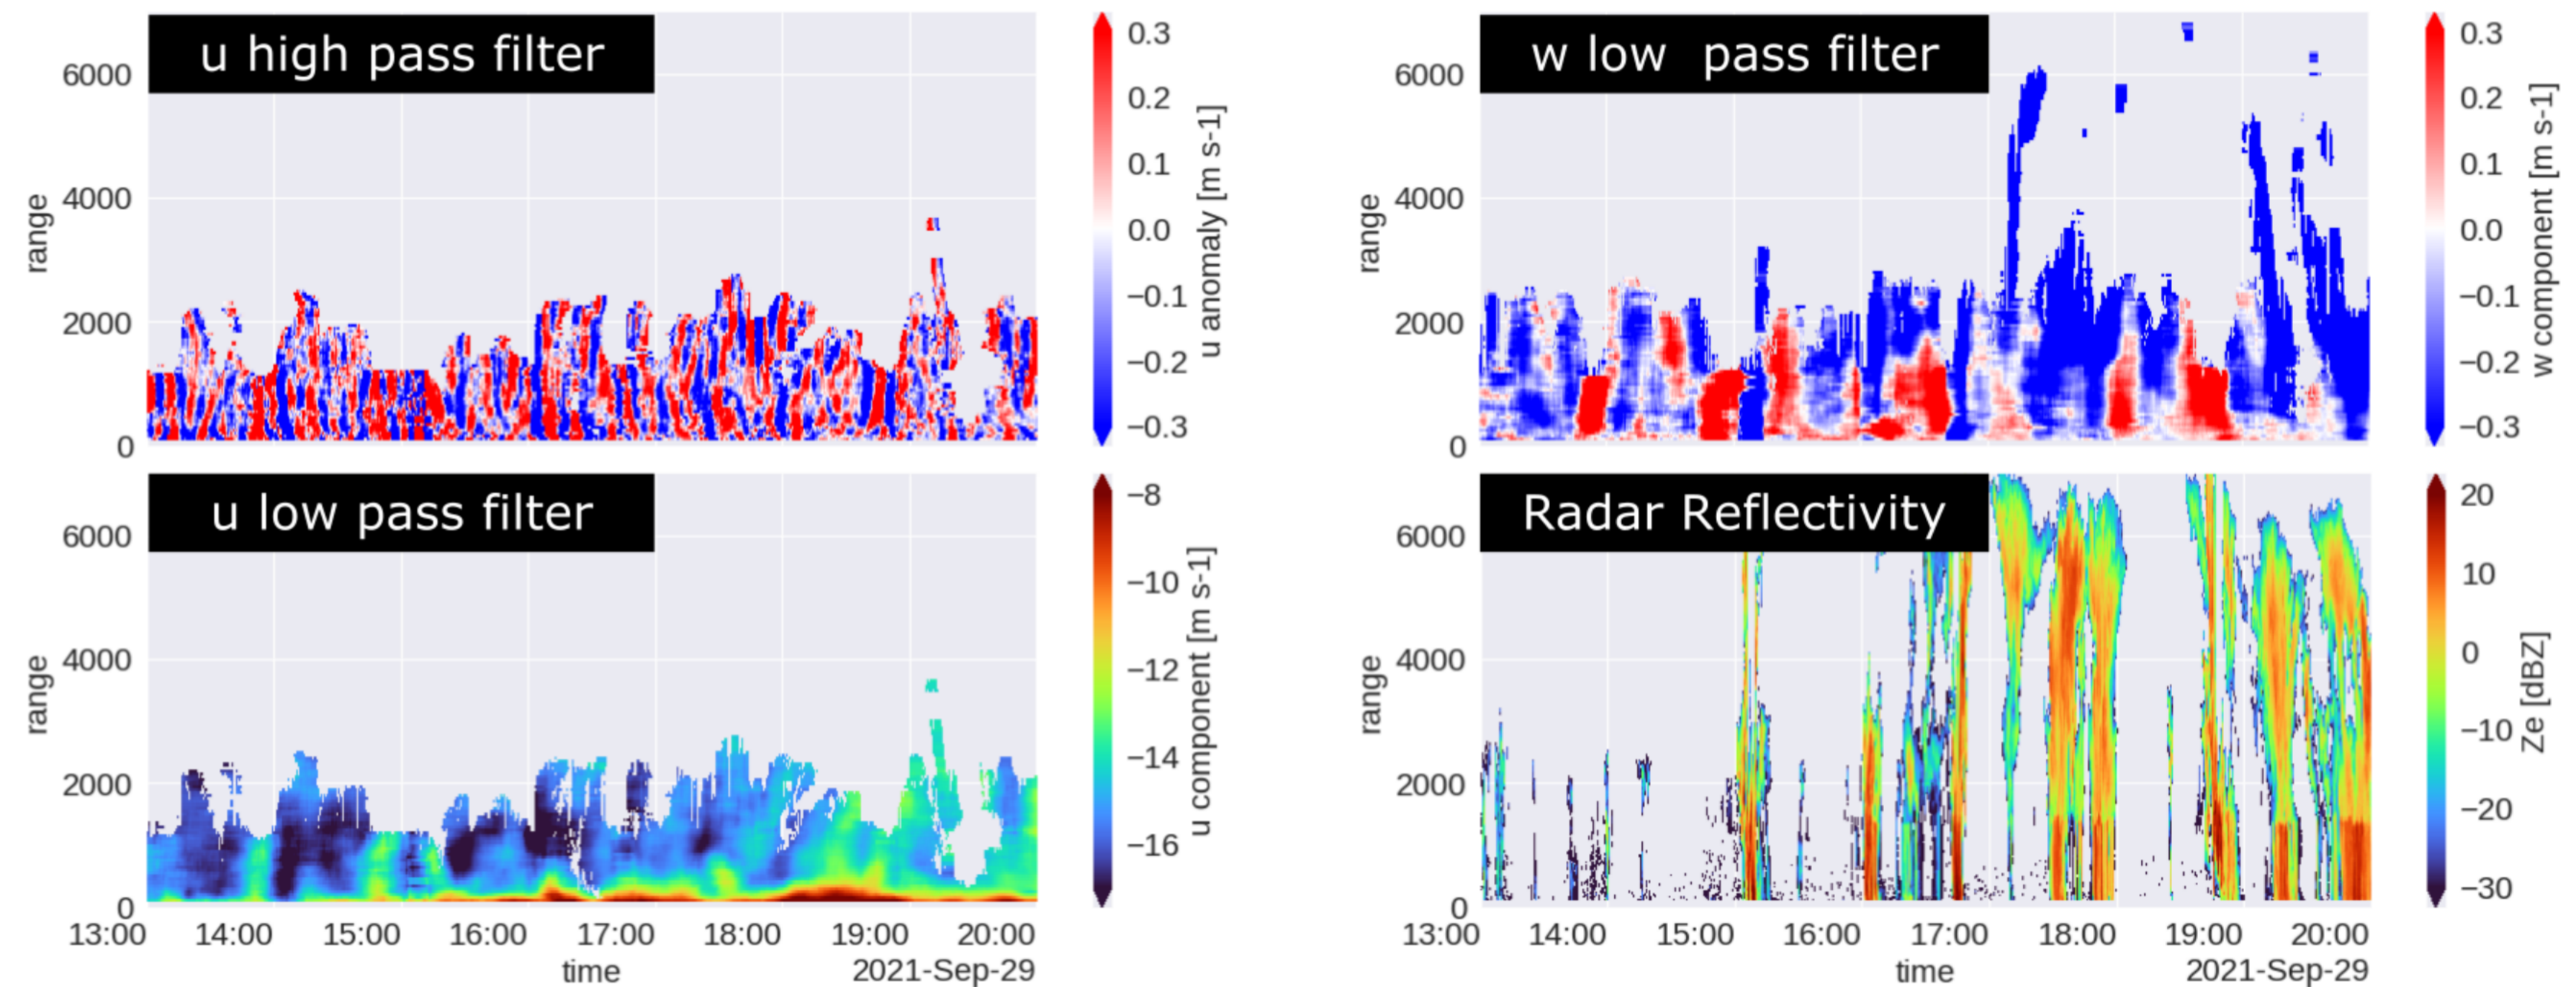 u high pass filter
6000
4000
2000
0
range
0.3
0.2
0.1
0.0
−0.1
−0.2
−0.3
u anomaly [m s-1]
w low  pass filter
6000
4000
2000
0
range
0.3
0.2
0.1
0.0
−0.1
−0.2
−0.3
w component [m s-1]
u low pass filter
6000
4000
2000
0
range
13:00 14:00 15:00 16:00 17:00 18:00 19:00 20:00
time
2021-Sep-29
−8
−10
−12
−14
−16
u component [m s-1]
Radar Reflectivity
6000
4000
2000
0
range
13:00 14:00 15:00 16:00 17:00 18:00 19:00 20:00
time
2021-Sep-29
20
10
0
−10
−20
−30
Ze [dBZ]